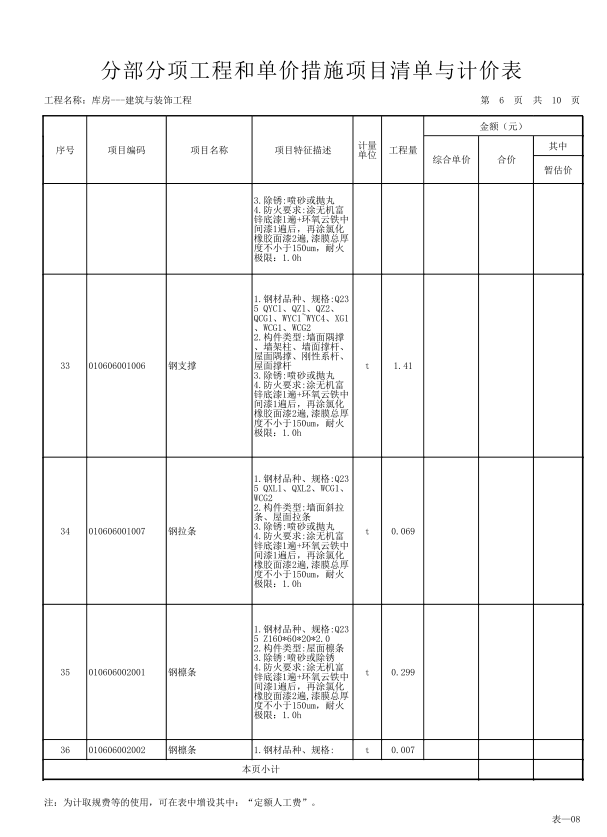 分部分项工程和单价措施项目清单与计价表
工程名称：库房---建筑与装饰工程
第 6 页 共 10 页
序号
项目编码
项目名称
项目特征描述
计量
单位
工程量
金额（元）
综合单价
合价
其中
暂估价
3.除锈:喷砂或抛丸
4.防火要求:涂无机富
锌底漆1遍+环氧云铁中
间漆1遍后，再涂氯化
橡胶面漆2遍,漆膜总厚
度不小于150um，耐火
极限：1.0h
33
010606001006
钢支撑
1.钢材品种、规格:Q23
5 QYC1、QZ1、QZ2、
QCG1、WYC1~WYC4、XG1
、WCG1、WCG2
2.构件类型:墙面隅撑
、墙架柱、墙面撑杆、
屋面隅撑、刚性系杆、
屋面撑杆
3.除锈:喷砂或抛丸
4.防火要求:涂无机富
锌底漆1遍+环氧云铁中
间漆1遍后，再涂氯化
橡胶面漆2遍,漆膜总厚
度不小于150um，耐火
极限：1.0h
t
1.41
34
010606001007
钢拉条
1.钢材品种、规格:Q23
5 QXL1、QXL2、WCG1、
WCG2
2.构件类型:墙面斜拉
条、屋面拉条
3.除锈:喷砂或抛丸
4.防火要求:涂无机富
锌底漆1遍+环氧云铁中
间漆1遍后，再涂氯化
橡胶面漆2遍,漆膜总厚
度不小于150um，耐火
极限：1.0h
t
0.069
35
010606002001
钢檩条
1.钢材品种、规格:Q23
5 Z160*60*20*2.0
2.构件类型:屋面檩条
3.除锈:喷砂或除锈
4.防火要求:涂无机富
锌底漆1遍+环氧云铁中
间漆1遍后，再涂氯化
橡胶面漆2遍,漆膜总厚
度不小于150um，耐火
极限：1.0h
t
0.299
36
010606002002
钢檩条
1.钢材品种、规格:
t
0.007
本页小计
注：为计取规费等的使用，可在表中增设其中：“定额人工费”。
表—08